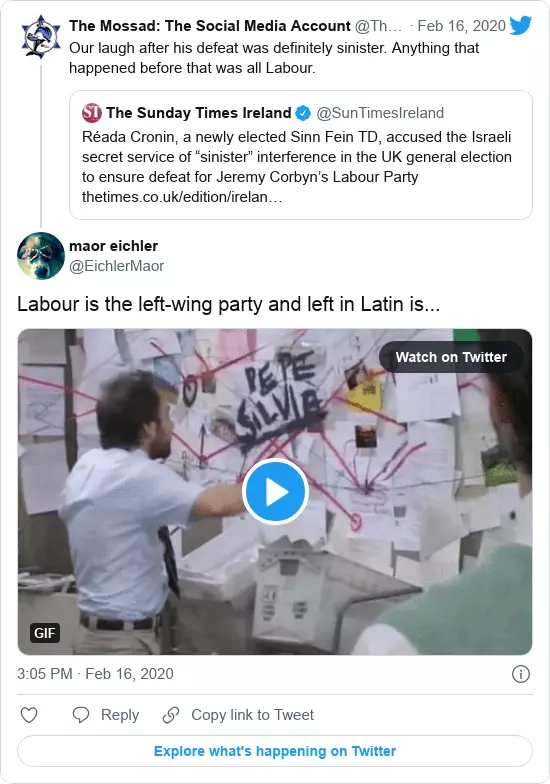 The Mossad: The Social Media Account @Th… · Feb 16, 2020
Our laugh after his defeat was definitely sinister. Anything that
happened before that was all Labour.
ST The Sunday Times Ireland @SunTimesIreland
Réada Cronin, a newly elected Sinn Fein TD, accused the Israeli
secret service of “sinister” interference in the UK general election
to ensure defeat for Jeremy Corbyn’s Labour Party
thetimes.co.uk/edition/irelan…
maor eichler
@EichlerMaor
Labour is the left-wing party and left in Latin is...
Watch on Twitter
PEPE
SILVIA
GIF
3:05 PM · Feb 16, 2020
Reply
Copy link to Tweet
Explore what's happening on Twitter